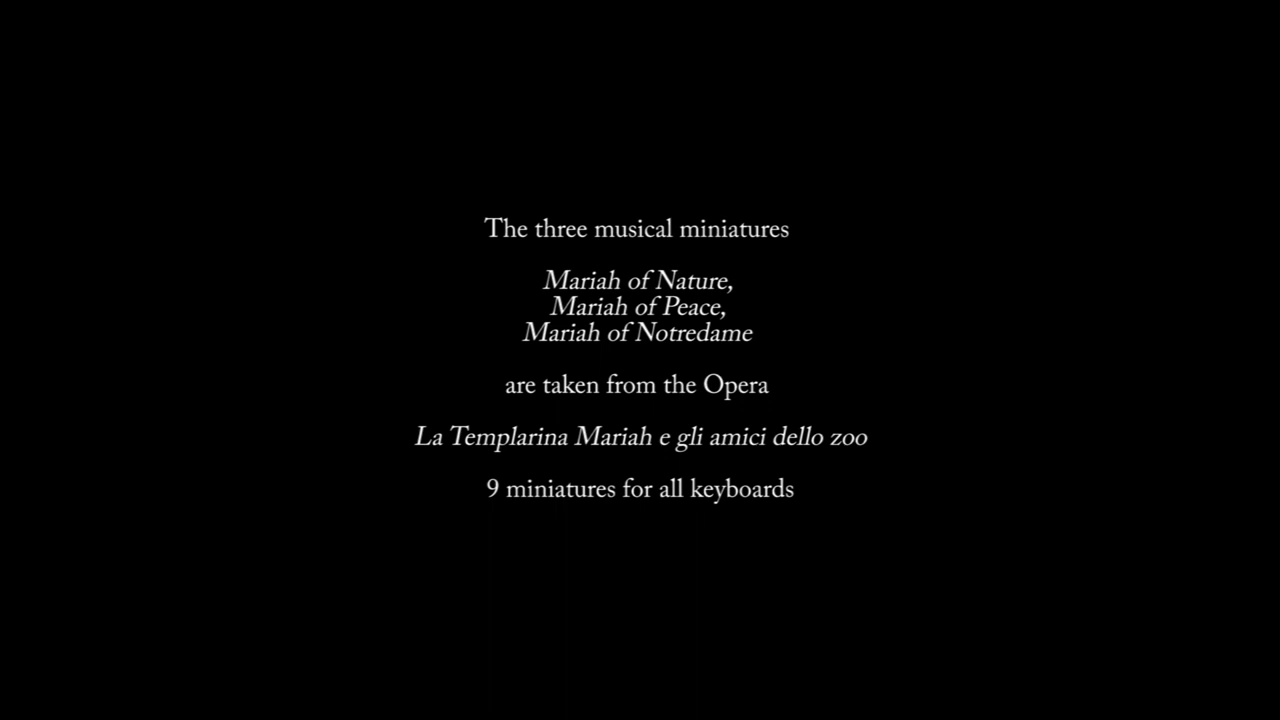 The three musical miniatures
Mariah of Nature,
Mariah of Peace,
Mariah of Notredame
are taken from the Opera
La Templarina Mariah e gli amici dello zoo
9 miniatures for all keyboards